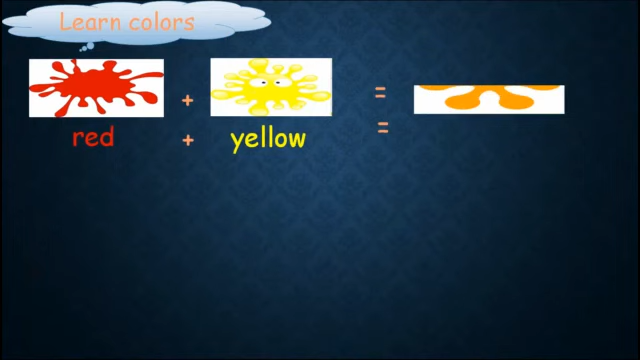 Learn colors
+ =
red + yellow =